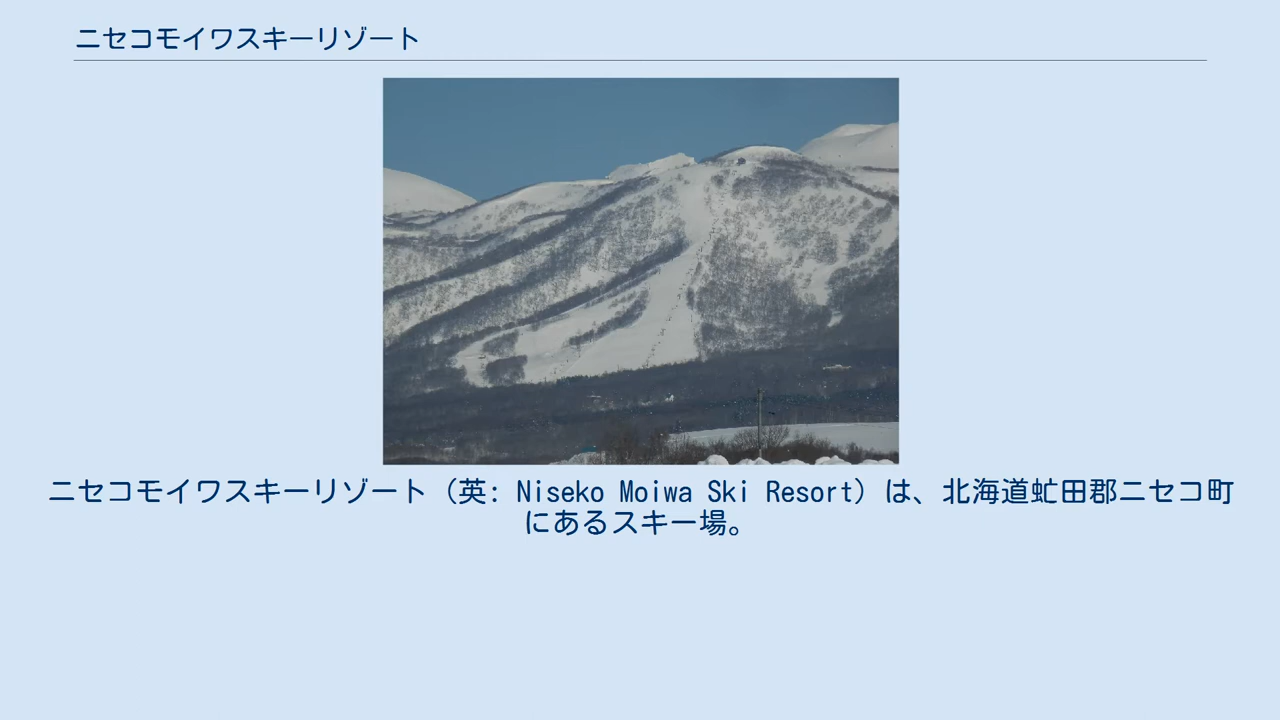 ニセコモイワスキーリゾート
ニセコモイワスキーリゾート（英: Niseko Moiwa Ski Resort）は、北海道虻田郡ニセコ町
にあるスキー場。